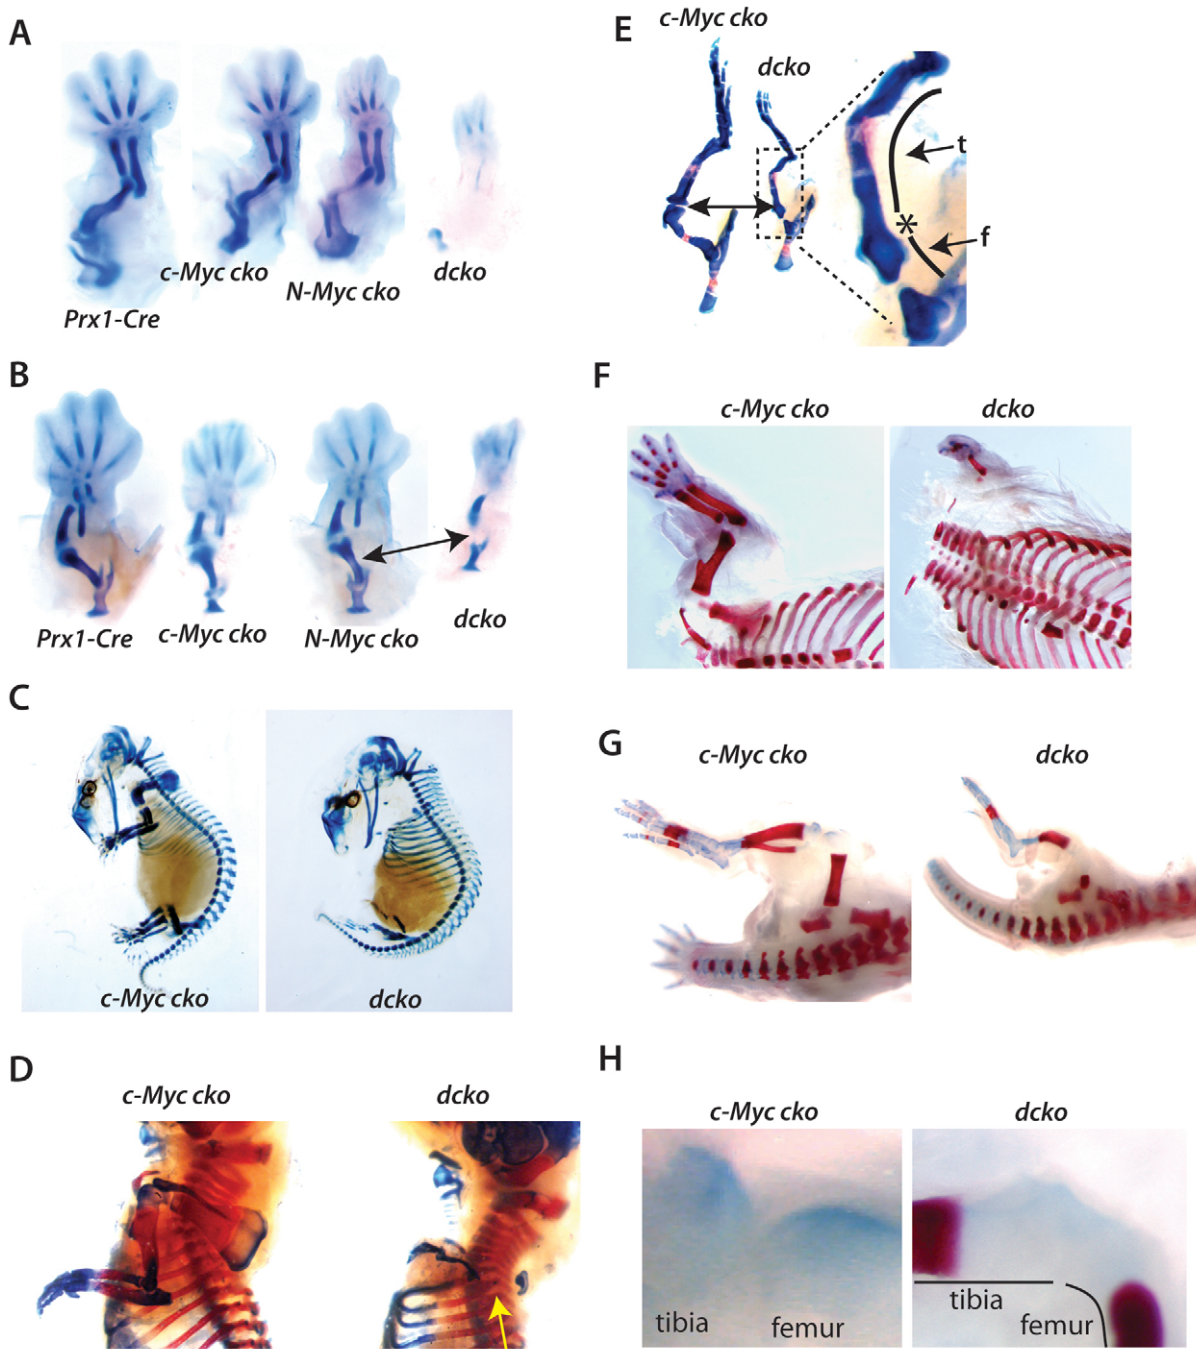 A
Prx1-Cre
c-Myc cko
N-Myc cko
dcko
B
Prx1-Cre
c-Myc cko
N-Myc cko
dcko
C
c-Myc cko
dcko
D
c-Myc cko
dcko
E
c-Myc cko
dcko
t
*
f
F
c-Myc cko
dcko
G
c-Myc cko
dcko
H
c-Myc cko
dcko
tibia
femur
tibia
femur